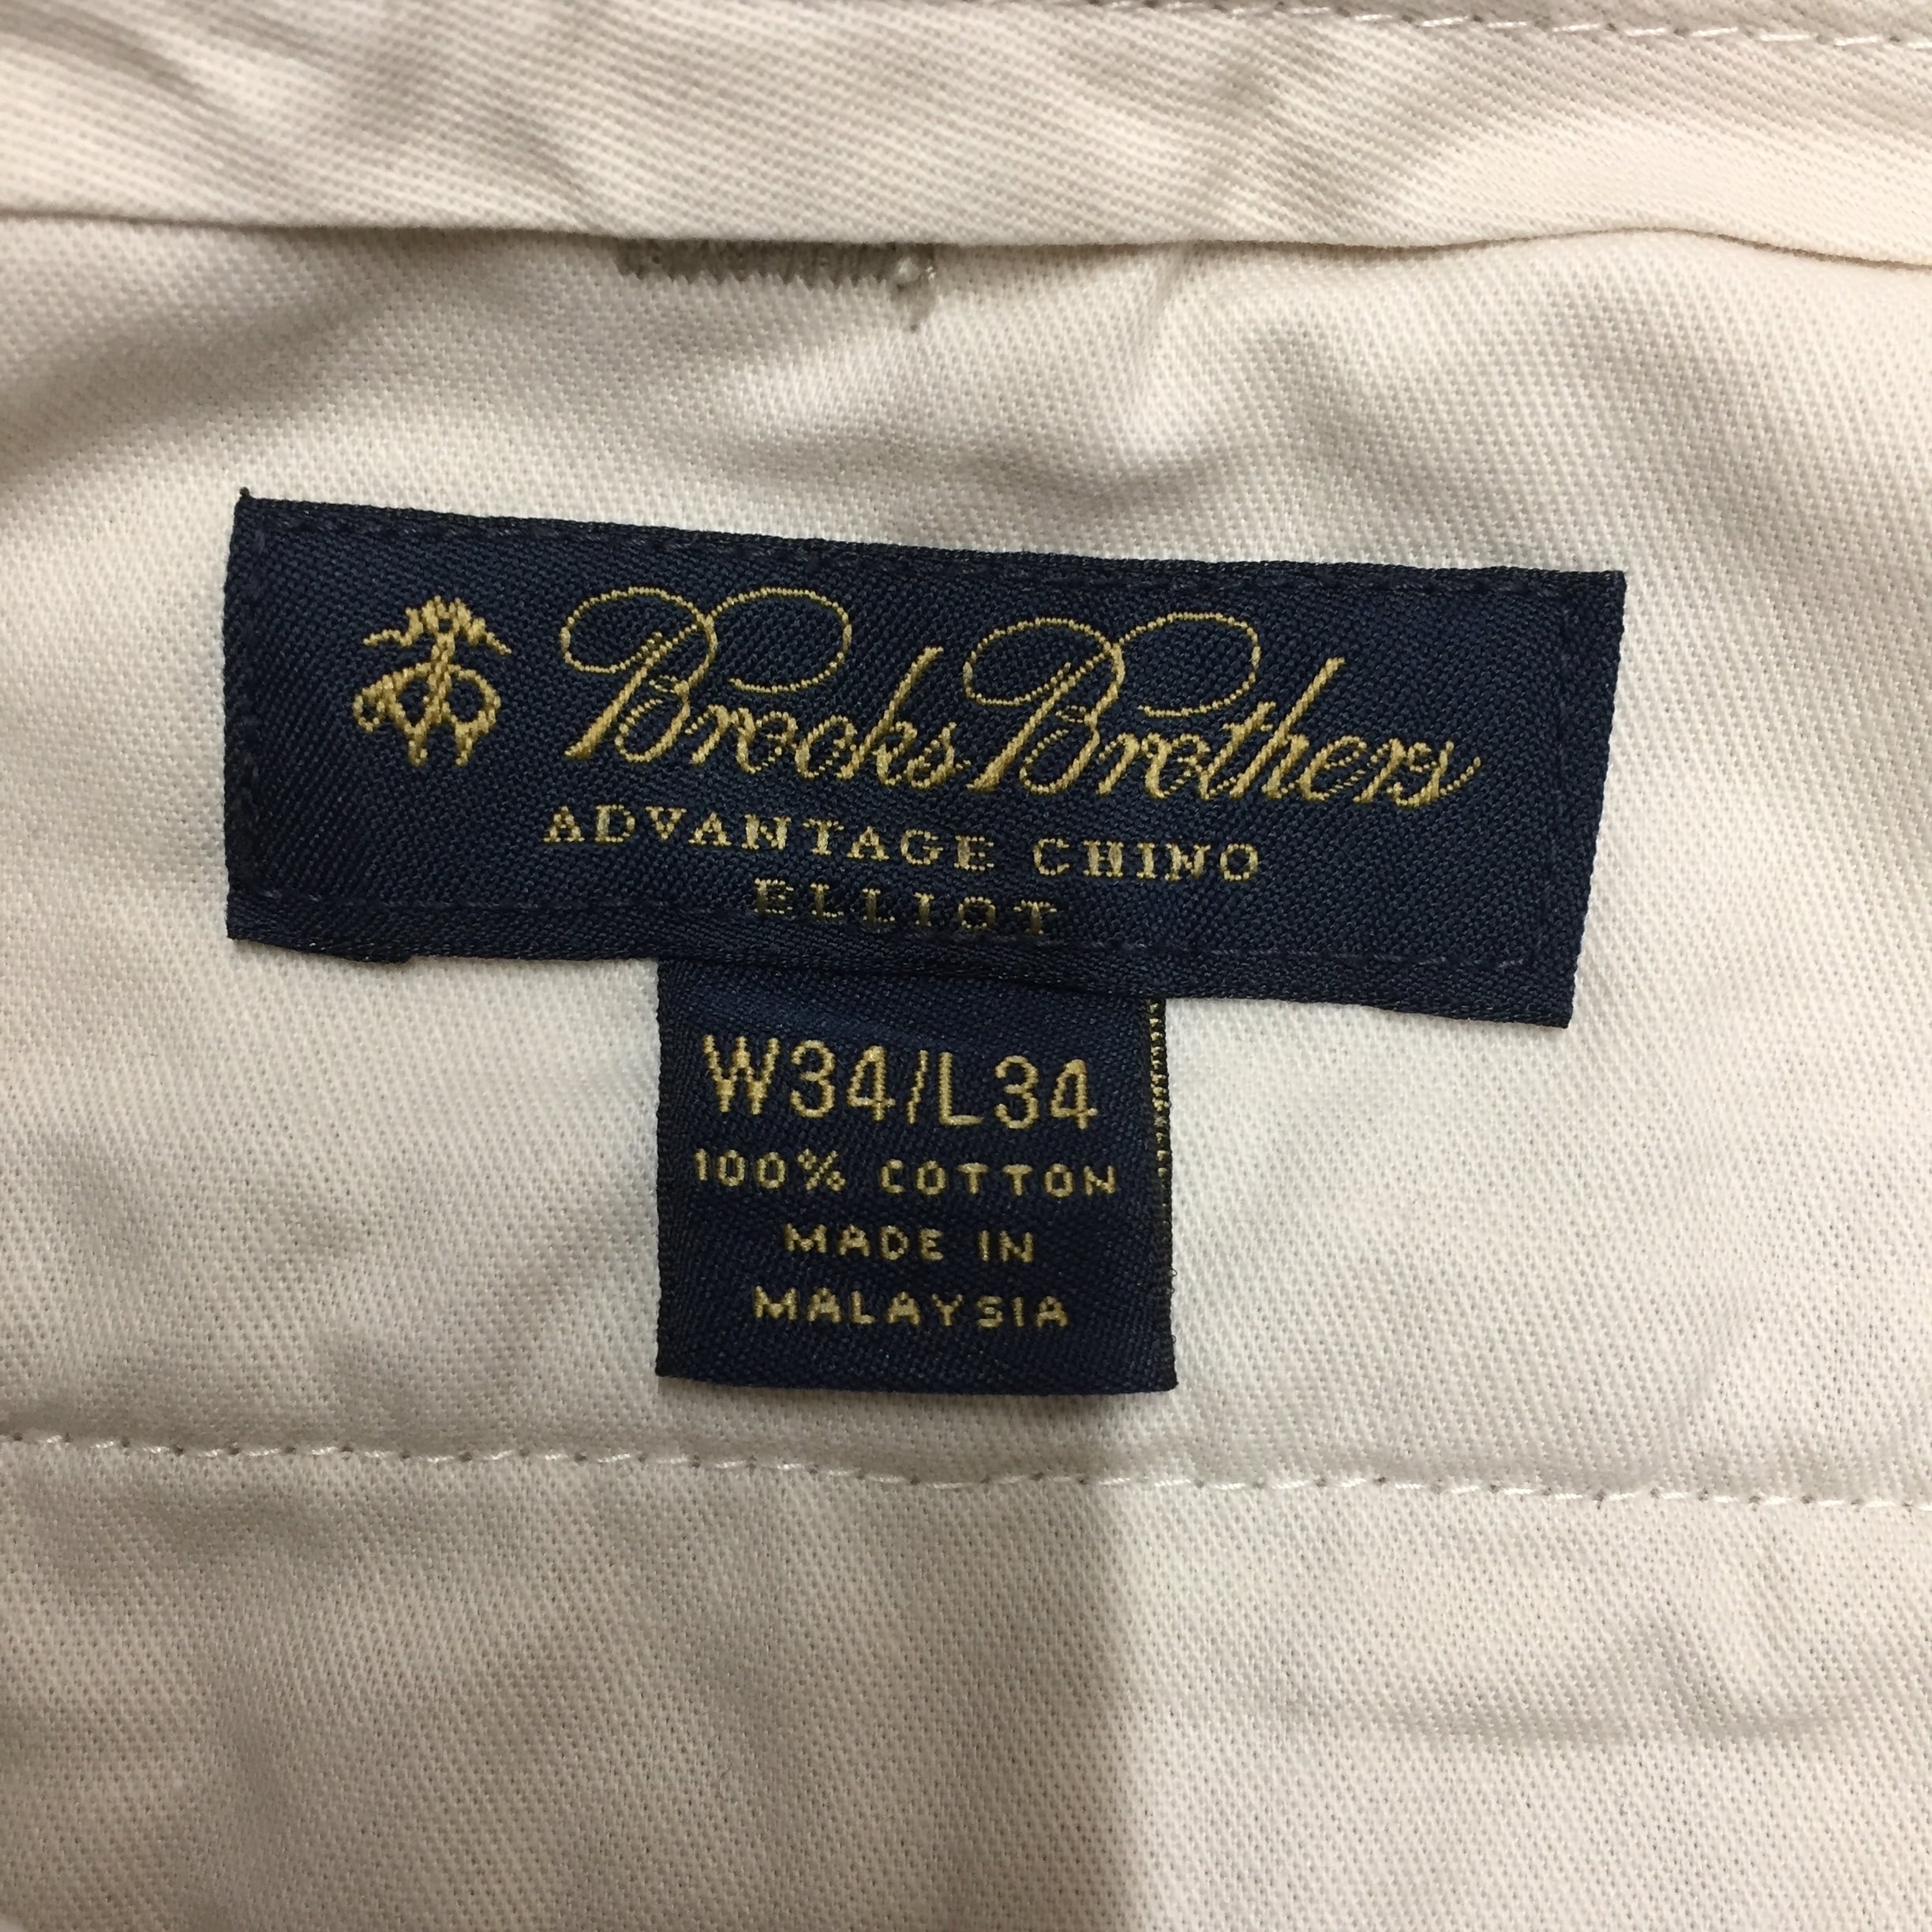 Brooks Brothers
ADVANTAGE CHINO
ELLIOT
W34/L34
100% COTTON
MADE IN
MALAYSIA